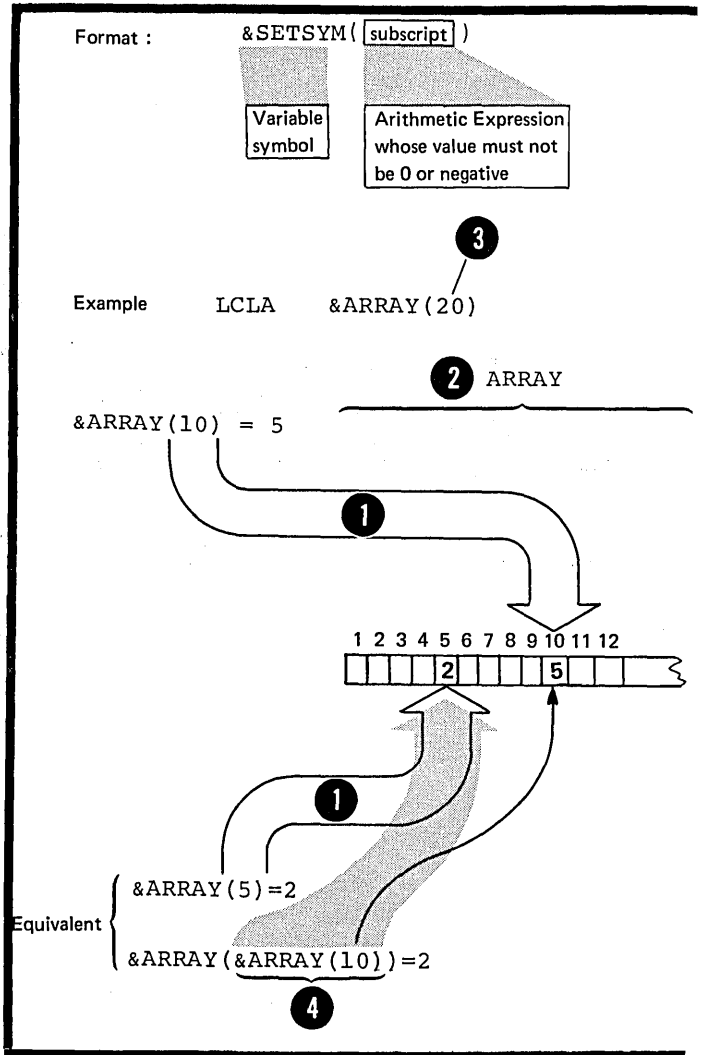 Format : &SETSYM( subscript )
Variable
symbol
Arithmetic Expression
whose value must not
be 0 or negative
3
Example LCLA &ARRAY(20)
2 ARRAY
&ARRAY(10) = 5
1
1 2 3 4 5 6 7 8 9 10 11 12
2 5
1
&ARRAY(5)=2
Equivalent
&ARRAY(&ARRAY(10))=2
4